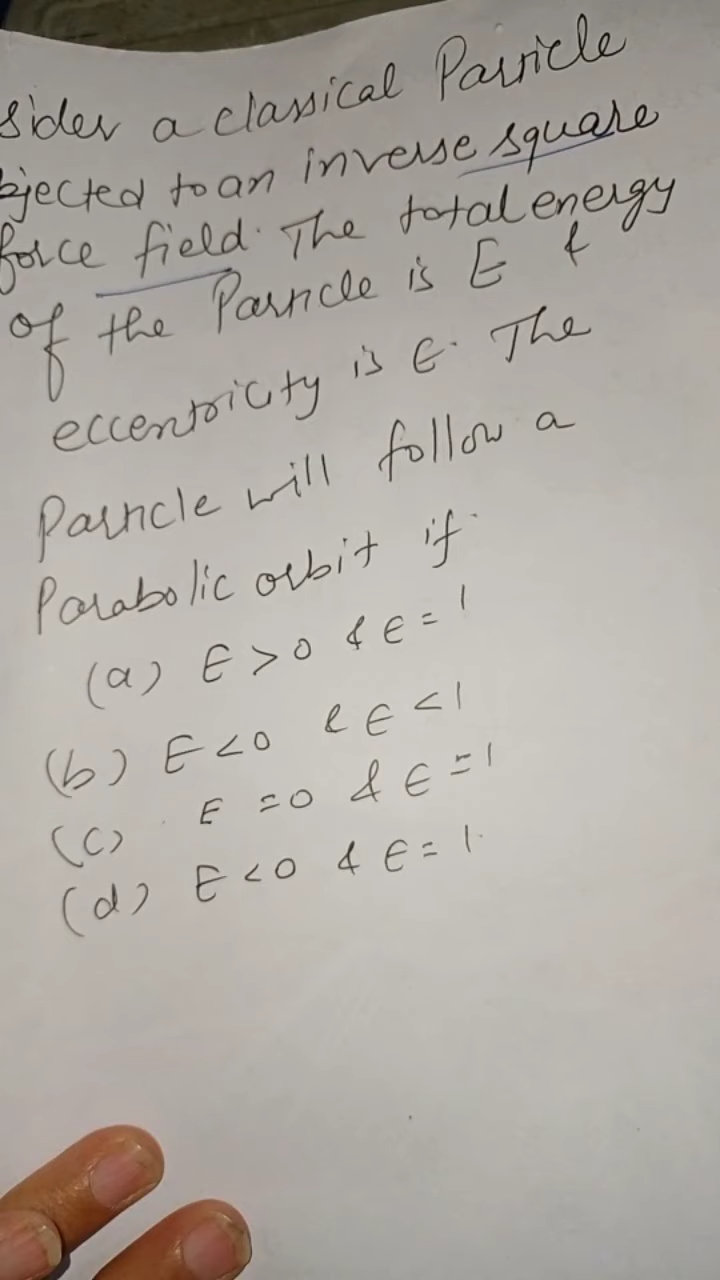 sider a classical Particle
bjected to an inverse square
force field. The total energy
of the Particle is E &
eccentricity is ϵ. The
Particle will follow a
Parabolic orbit if
(a) E > 0 & ϵ = 1
(b) E < 0 & ϵ < 1
(c) E = 0 & ϵ = 1
(d) E < 0 & ϵ = 1.